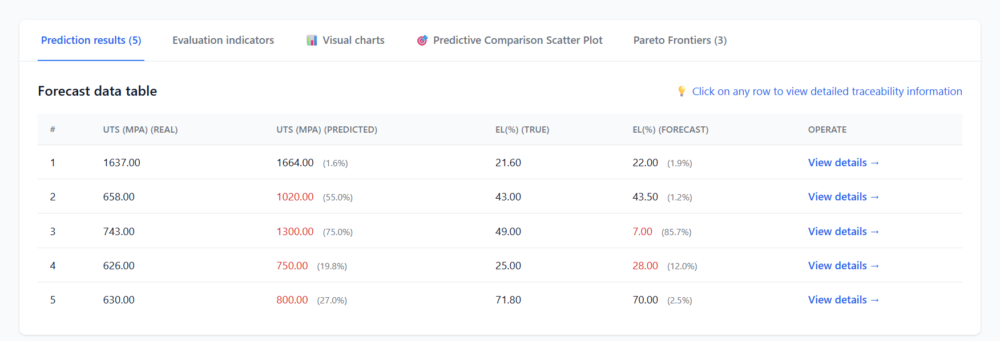 Prediction results (5) Evaluation indicators 📊 Visual charts 🎯 Predictive Comparison Scatter Plot Pareto Frontiers (3)
Forecast data table 💡 Click on any row to view detailed traceability information
# UTS (MPA) (REAL) UTS (MPA) (PREDICTED) EL(%) (TRUE) EL(%) (FORECAST) OPERATE
1 1637.00 1664.00 (1.6%) 21.60 22.00 (1.9%) View details →
2 658.00 1020.00 (55.0%) 43.00 43.50 (1.2%) View details →
3 743.00 1300.00 (75.0%) 49.00 7.00 (85.7%) View details →
4 626.00 750.00 (19.8%) 25.00 28.00 (12.0%) View details →
5 630.00 800.00 (27.0%) 71.80 70.00 (2.5%) View details →